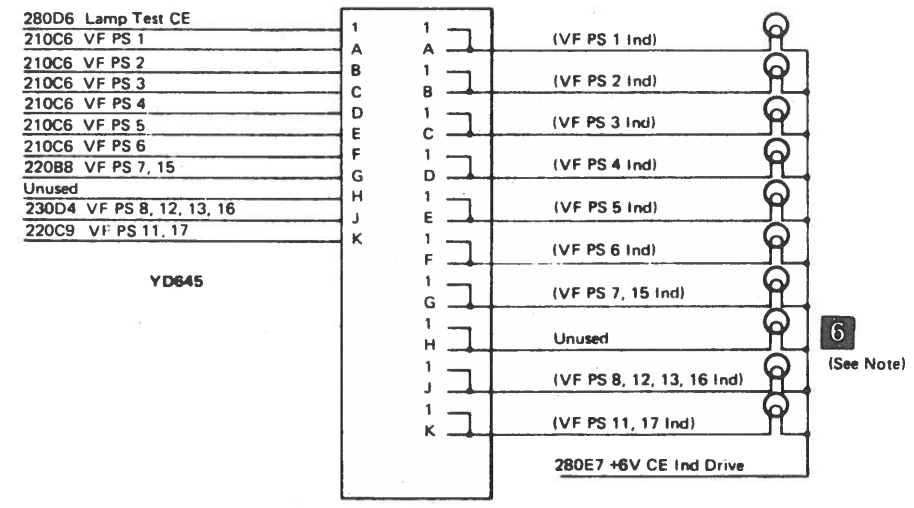 280D6 Lamp Test CE
210C6 VF PS 1
210C6 VF PS 2
210C6 VF PS 3
210C6 VF PS 4
210C6 VF PS 5
210C6 VF PS 6
220B8 VF PS 7, 15
Unused
230D4 VF PS 8, 12, 13, 16
220C9 VF PS 11, 17
YD645
1
A
B
C
D
E
F
G
H
J
K
1
A
1
B
1
C
1
D
1
E
1
F
1
G
1
H
1
J
1
K
(VF PS 1 Ind)
(VF PS 2 Ind)
(VF PS 3 Ind)
(VF PS 4 Ind)
(VF PS 5 Ind)
(VF PS 6 Ind)
(VF PS 7, 15 Ind)
Unused
(VF PS 8, 12, 13, 16 Ind)
(VF PS 11, 17 Ind)
280E7 +6V CE Ind Drive
6
(See Note)